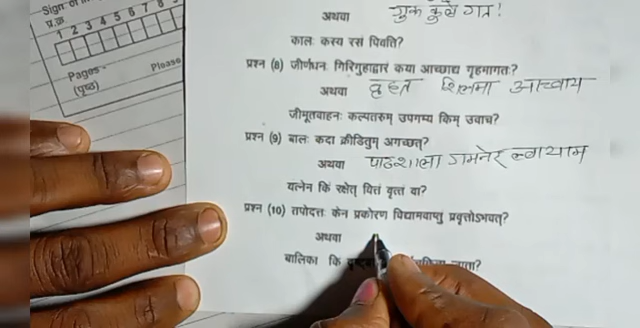 Sign. of
प्र.क्र
1 2 3 4 5 6 7 8
Pages
(पृष्ठ)
Please
अथवा
गुरु कुले गत्र!
कालः कस्य रसं पिबति?
प्रश्न (8) जीर्णधनः गिरिगुहाद्वारं कया आच्छाद्य गृहमागतः?
अथवा
वृहत शिलमा आच्वाय
जीमूतवाहनः कल्पतरुम् उपगम्य किम् उवाच?
प्रश्न (9) बालः कदा क्रीडितुम् अगच्छत्?
अथवा
पाठशाला गमनेर
यत्नेन किं रक्षेत् वित्तं वृत्तं वा?
प्रश्न (10) तपोदत्तः केन प्रकोरण विद्यामवाप्तु प्रवृत्तोऽभवत्?
अथवा
बालिका कि